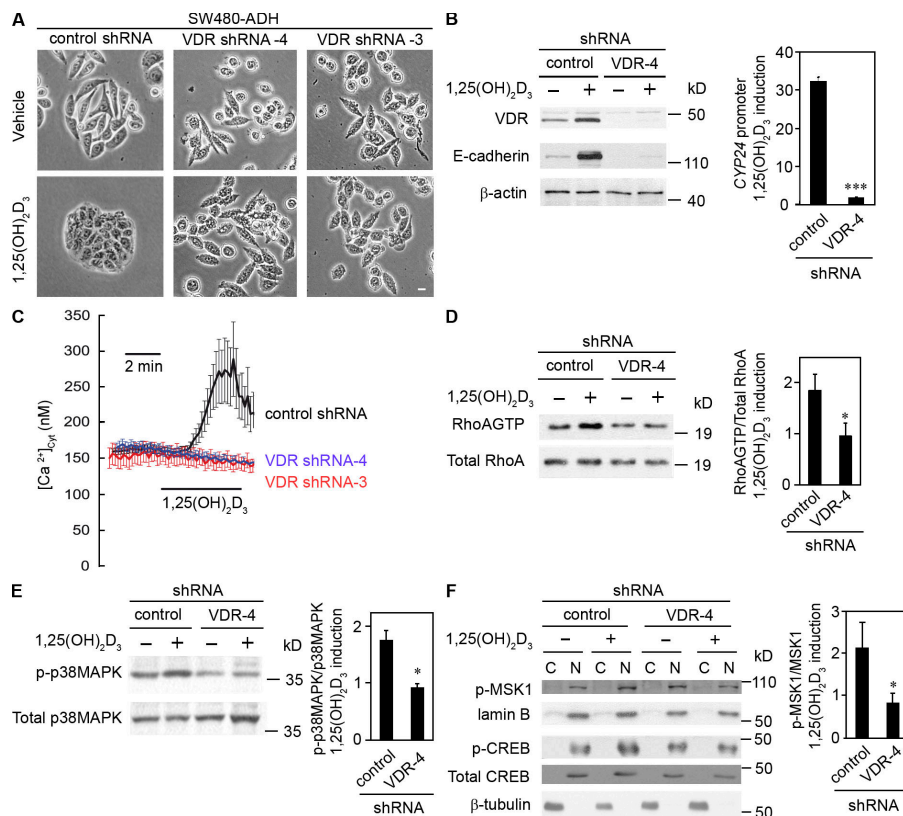 A
SW480-ADH
control shRNA VDR shRNA -4 VDR shRNA -3
Vehicle
1,25(OH)₂D₃
B
shRNA
control VDR-4
1,25(OH)₂D₃ − + − + kD
VDR 50
E-cadherin 110
β-actin 40
CYP24 promoter
1,25(OH)₂D₃ induction
40
30
20
10
0
***
control VDR-4
shRNA
C
[Ca ²⁺]Cyt (nM)
350
300
250
200
150
100
50
0
2 min
control shRNA
VDR shRNA-4
VDR shRNA-3
1,25(OH)₂D₃
D
shRNA
control VDR-4
1,25(OH)₂D₃ − + − + kD
RhoAGTP 19
Total RhoA 19
RhoAGTP/Total RhoA
1,25(OH)₂D₃ induction
2
1
0
*
control VDR-4
shRNA
E
shRNA
control VDR-4
1,25(OH)₂D₃ − + − + kD
p-p38MAPK 35
Total p38MAPK 35
p-p38MAPK/p38MAPK
1,25(OH)₂D₃ induction
2
1
0
*
control VDR-4
shRNA
F
shRNA
control VDR-4
1,25(OH)₂D₃ − + − +
C N C N C N C N kD
p-MSK1 110
lamin B 50
p-CREB 50
Total CREB 50
β-tubulin 50
p-MSK1/MSK1
1,25(OH)₂D₃ induction
3
2
1
0
*
control VDR-4
shRNA